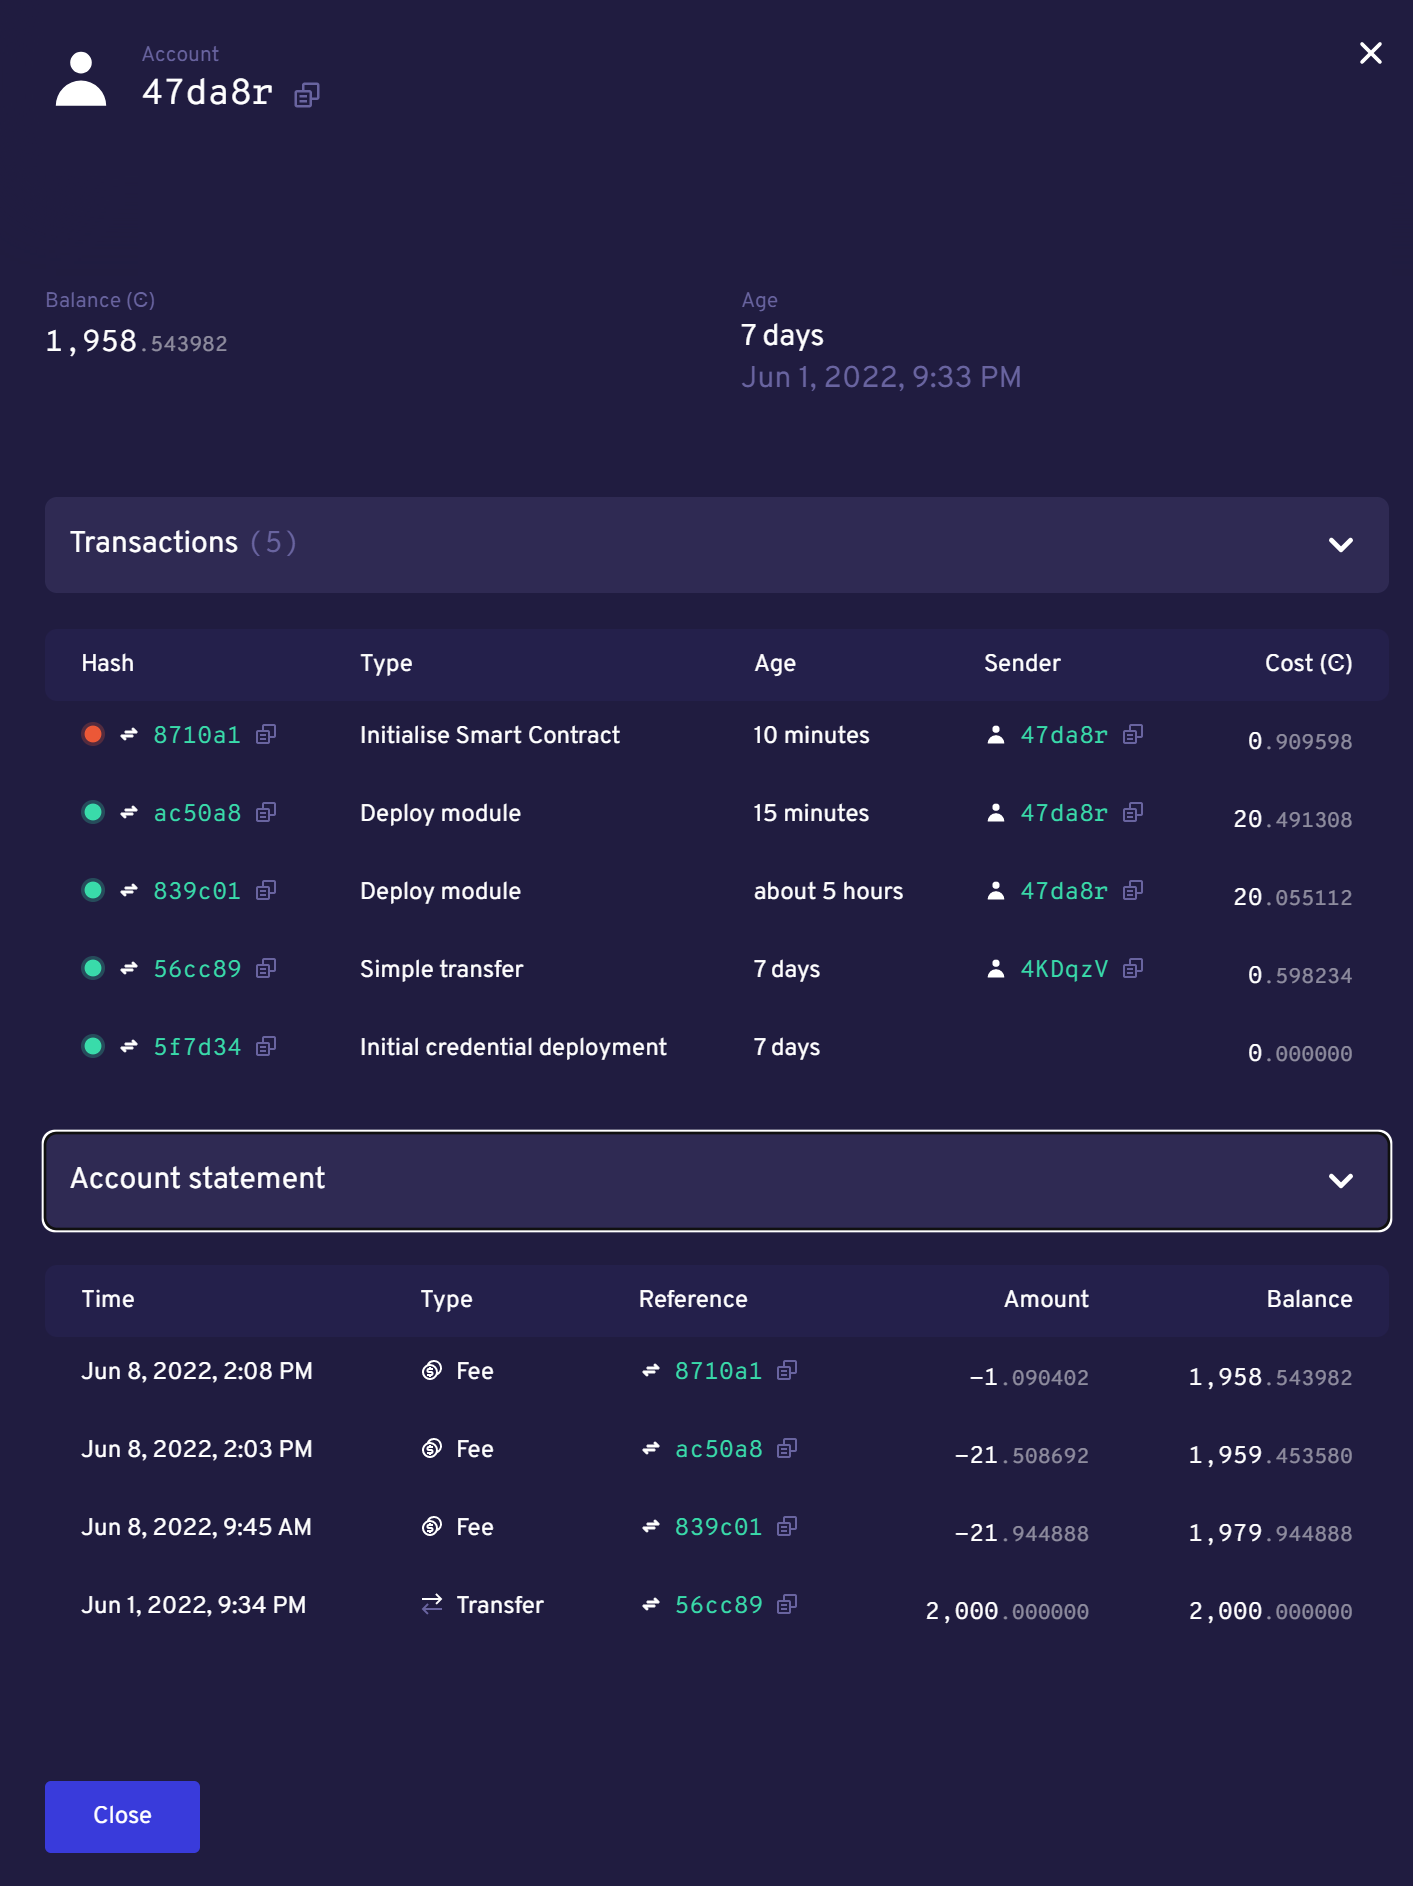 Account
47da8r
Balance (Ͼ)
1,958.543982
Age
7 days
Jun 1, 2022, 9:33 PM
Transactions (5)
Hash Type Age Sender Cost (Ͼ)
8710a1 Initialise Smart Contract 10 minutes 47da8r 0.909598
ac50a8 Deploy module 15 minutes 47da8r 20.491308
839c01 Deploy module about 5 hours 47da8r 20.055112
56cc89 Simple transfer 7 days 4KDqzV 0.598234
5f7d34 Initial credential deployment 7 days 0.000000
Account statement
Time Type Reference Amount Balance
Jun 8, 2022, 2:08 PM Fee 8710a1 −1.090402 1,958.543982
Jun 8, 2022, 2:03 PM Fee ac50a8 −21.508692 1,959.453580
Jun 8, 2022, 9:45 AM Fee 839c01 −21.944888 1,979.944888
Jun 1, 2022, 9:34 PM Transfer 56cc89 2,000.000000 2,000.000000
Close